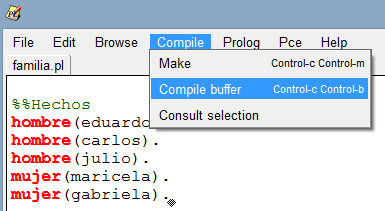 File Edit Browse Compile Prolog Pce Help
familia.pl
Make Control-c Control-m
Compile buffer Control-c Control-b
Consult selection
%%Hechos
hombre(eduardo
hombre(carlos).
hombre(julio).
mujer(maricela).
mujer(gabriela).